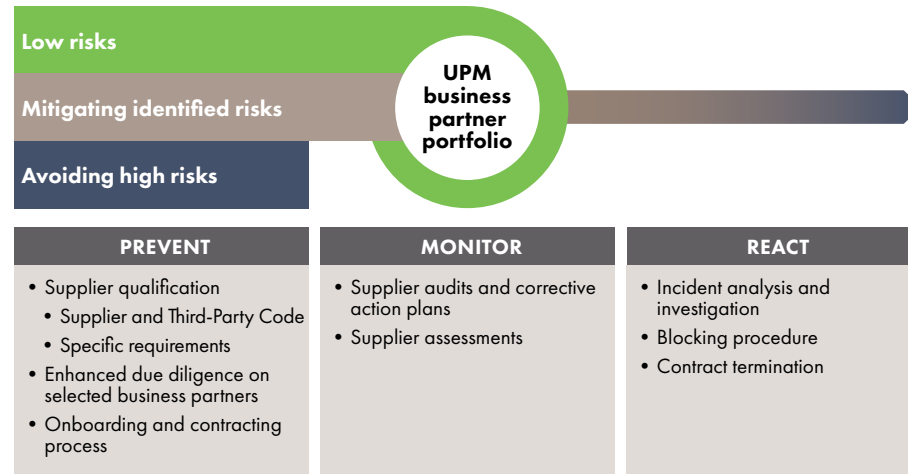 Low risks
Mitigating identified risks
Avoiding high risks
UPM
business
partner
portfolio
PREVENT
• Supplier qualification
• Supplier and Third-Party Code
• Specific requirements
• Enhanced due diligence on
selected business partners
• Onboarding and contracting
process
MONITOR
• Supplier audits and corrective
action plans
• Supplier assessments
REACT
• Incident analysis and
investigation
• Blocking procedure
• Contract termination